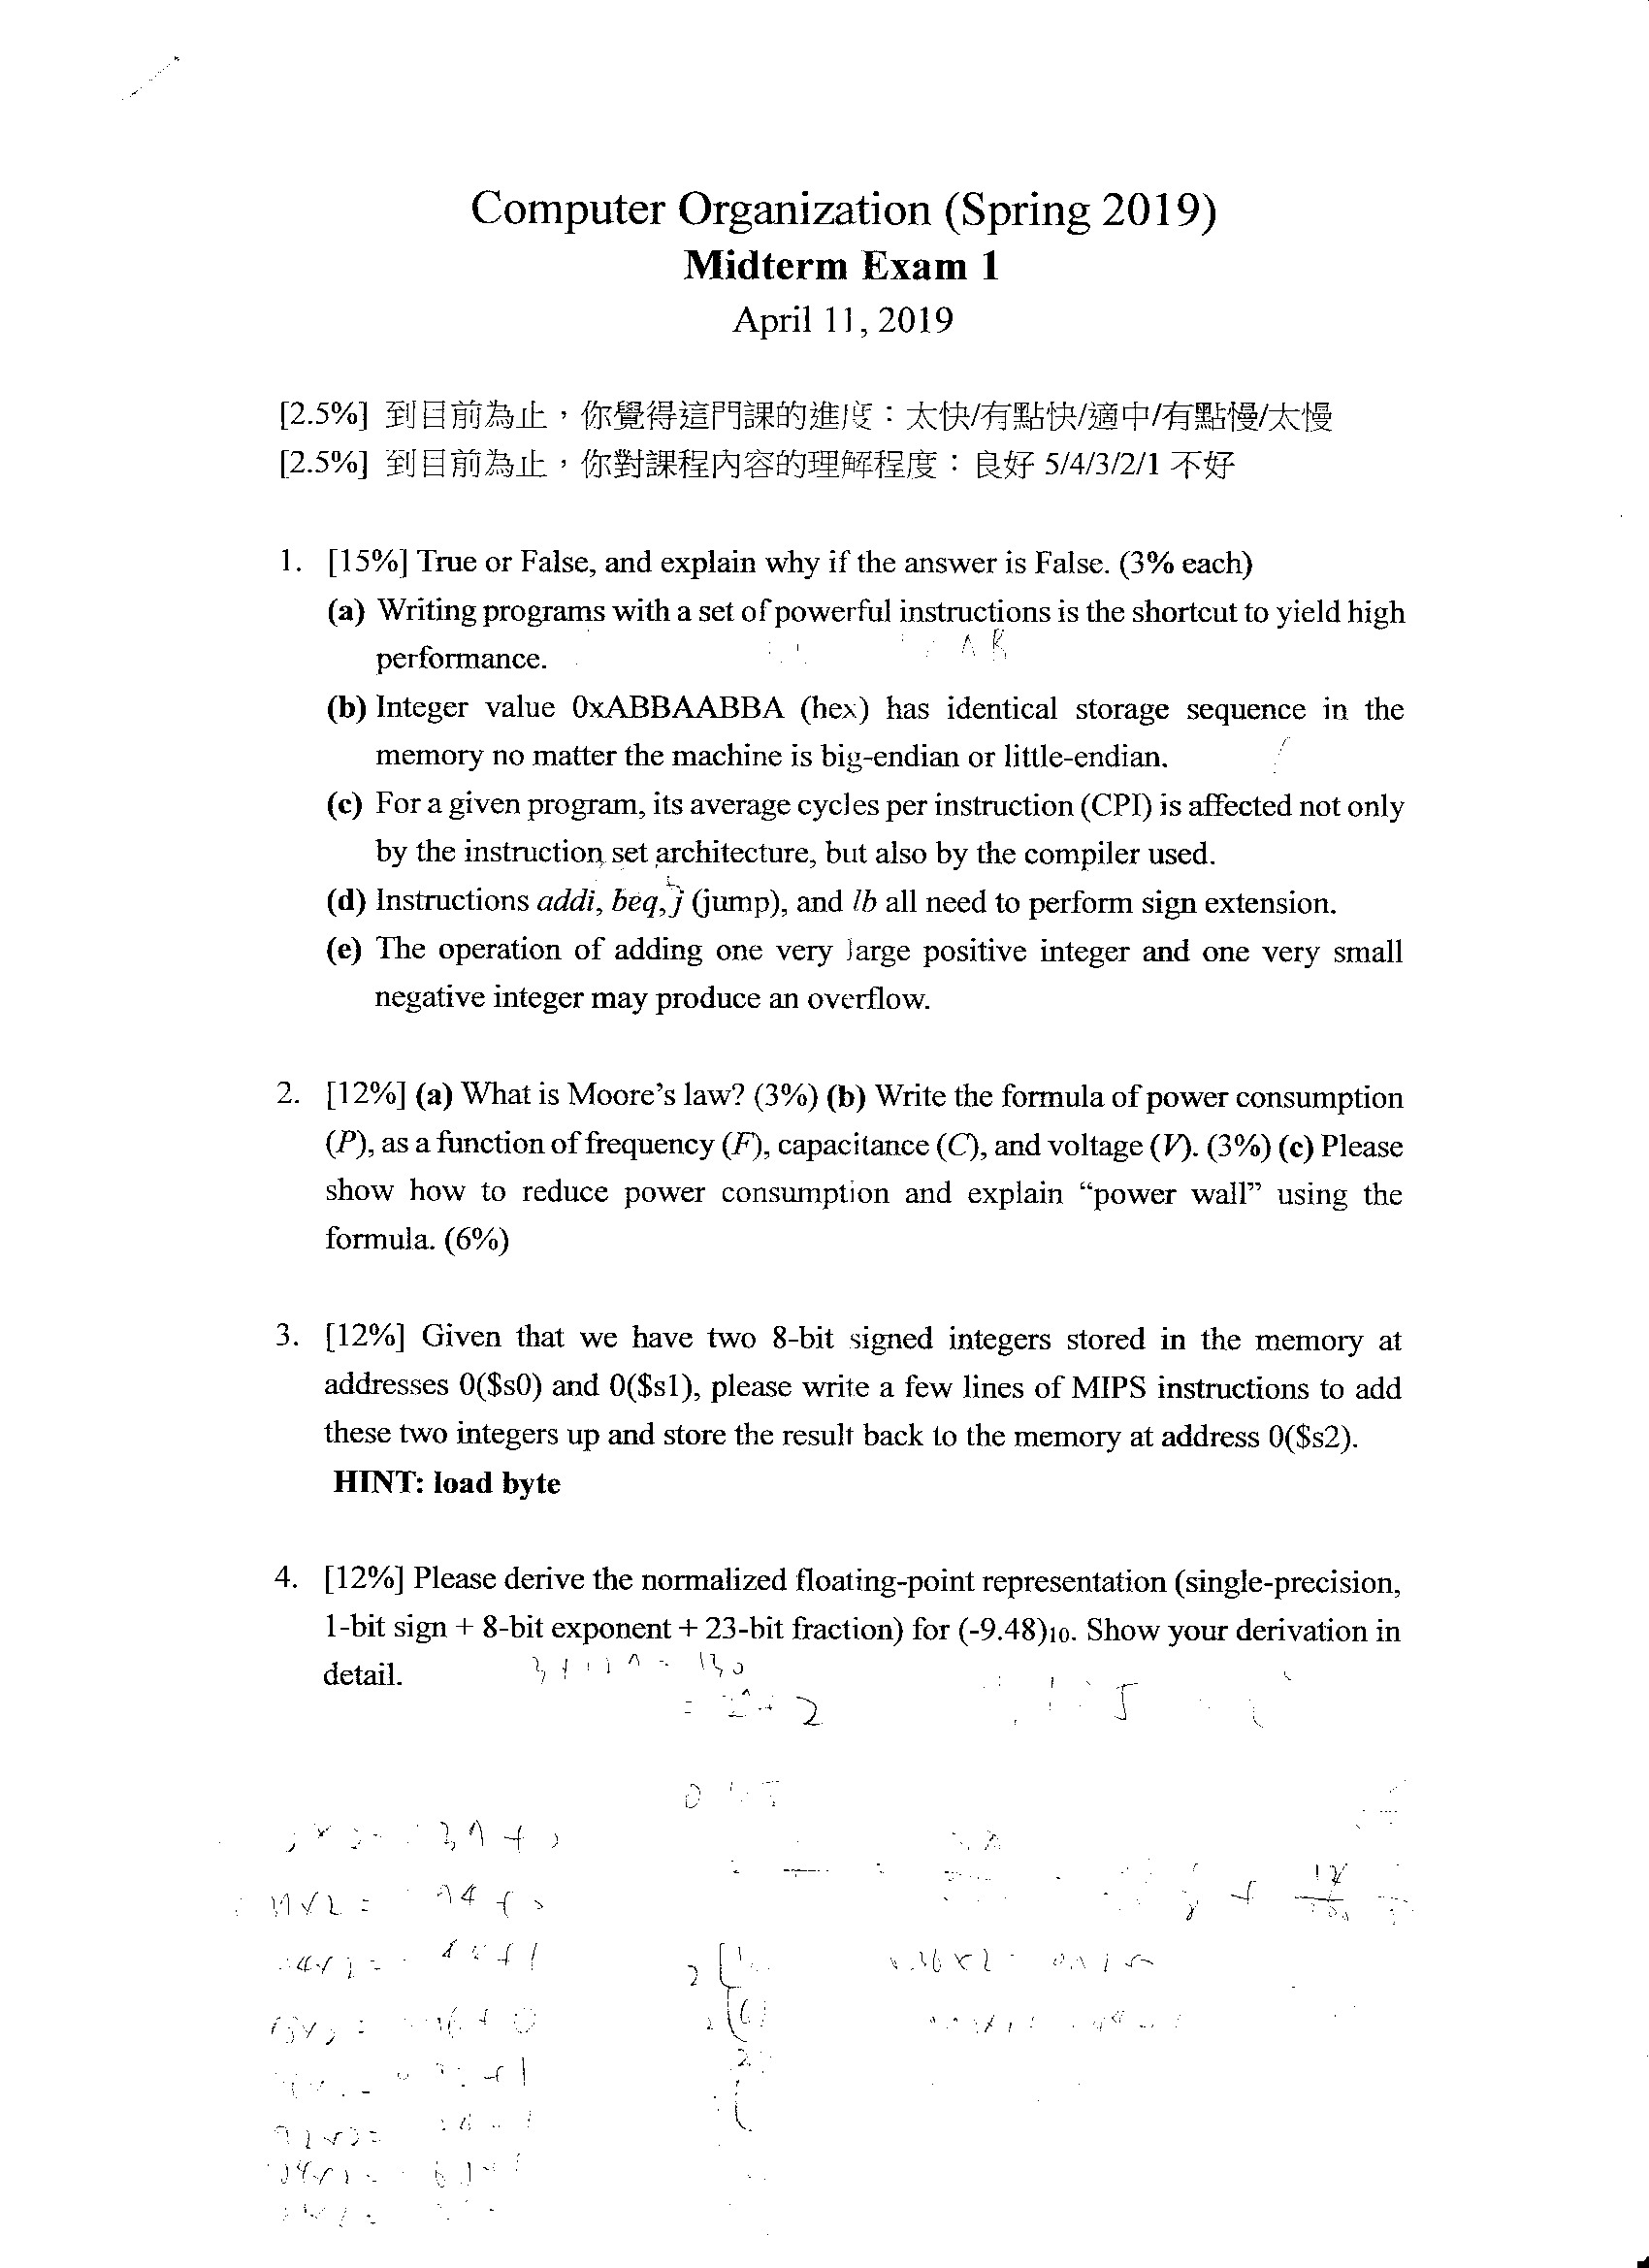 Computer Organization (Spring 2019)
Midterm Exam 1
April 11, 2019
[2.5%] 到目前為止，你覺得這門課的進度：太快/有點快/適中/有點慢/太慢
[2.5%] 到目前為止，你對課程內容的理解程度：良好 5/4/3/2/1 不好
1. [15%] True or False, and explain why if the answer is False. (3% each)
(a) Writing programs with a set of powerful instructions is the shortcut to yield high
performance.
(b) Integer value 0xABBAABBA (hex) has identical storage sequence in the
memory no matter the machine is big-endian or little-endian.
(c) For a given program, its average cycles per instruction (CPI) is affected not only
by the instruction set architecture, but also by the compiler used.
(d) Instructions addi, beq, j (jump), and lb all need to perform sign extension.
(e) The operation of adding one very large positive integer and one very small
negative integer may produce an overflow.
2. [12%] (a) What is Moore's law? (3%) (b) Write the formula of power consumption
(P), as a function of frequency (F), capacitance (C), and voltage (V). (3%) (c) Please
show how to reduce power consumption and explain “power wall” using the
formula. (6%)
3. [12%] Given that we have two 8-bit signed integers stored in the memory at
addresses 0($s0) and 0($s1), please write a few lines of MIPS instructions to add
these two integers up and store the result back to the memory at address 0($s2).
HINT: load byte
4. [12%] Please derive the normalized floating-point representation (single-precision,
1-bit sign + 8-bit exponent + 23-bit fraction) for (-9.48)10. Show your derivation in
detail.